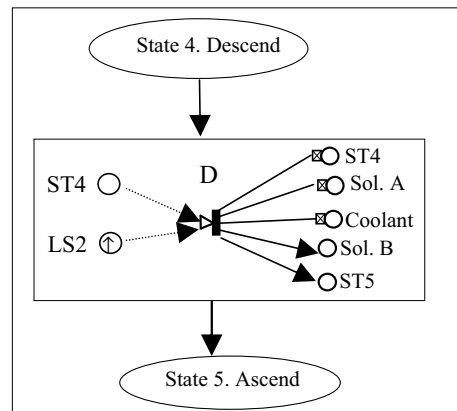 State 4. Descend
ST4
LS2
D
ST4
Sol. A
Coolant
Sol. B
ST5
State 5. Ascend